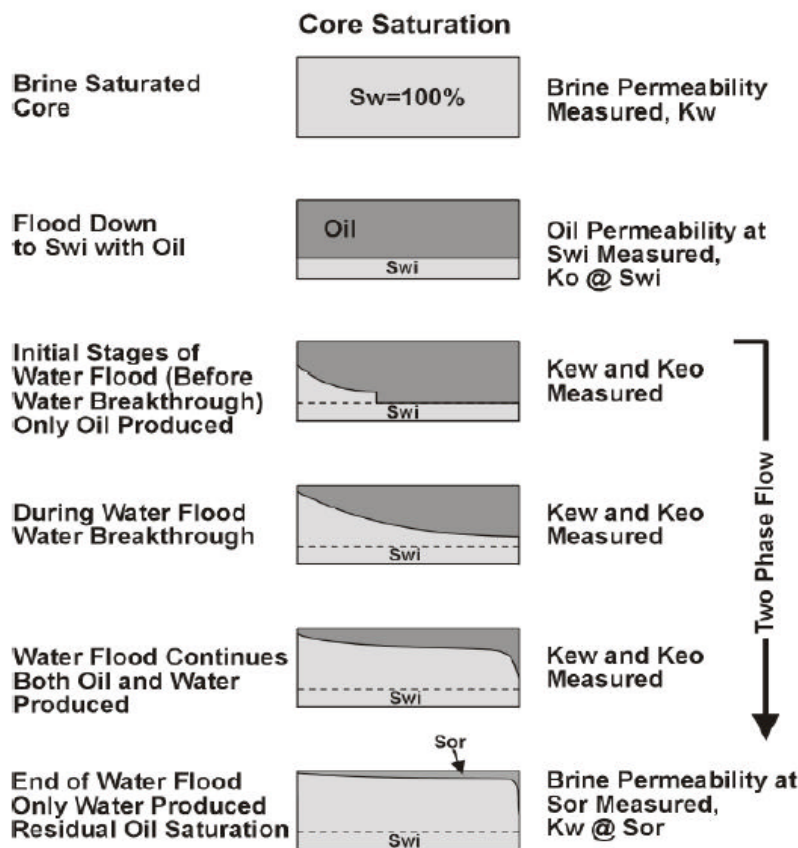 Core Saturation
Brine Saturated
Core
Sw=100%
Brine Permeability
Measured, Kw
Flood Down
to Swi with Oil
Oil
Swi
Oil Permeability at
Swi Measured,
Ko @ Swi
Initial Stages of
Water Flood (Before
Water Breakthrough)
Only Oil Produced
Swi
Kew and Keo
Measured
During Water Flood
Water Breakthrough
Swi
Kew and Keo
Measured
Water Flood Continues
Both Oil and Water
Produced
Swi
Kew and Keo
Measured
Two Phase Flow
End of Water Flood
Only Water Produced
Residual Oil Saturation
Sor
Swi
Brine Permeability at
Sor Measured,
Kw @ Sor